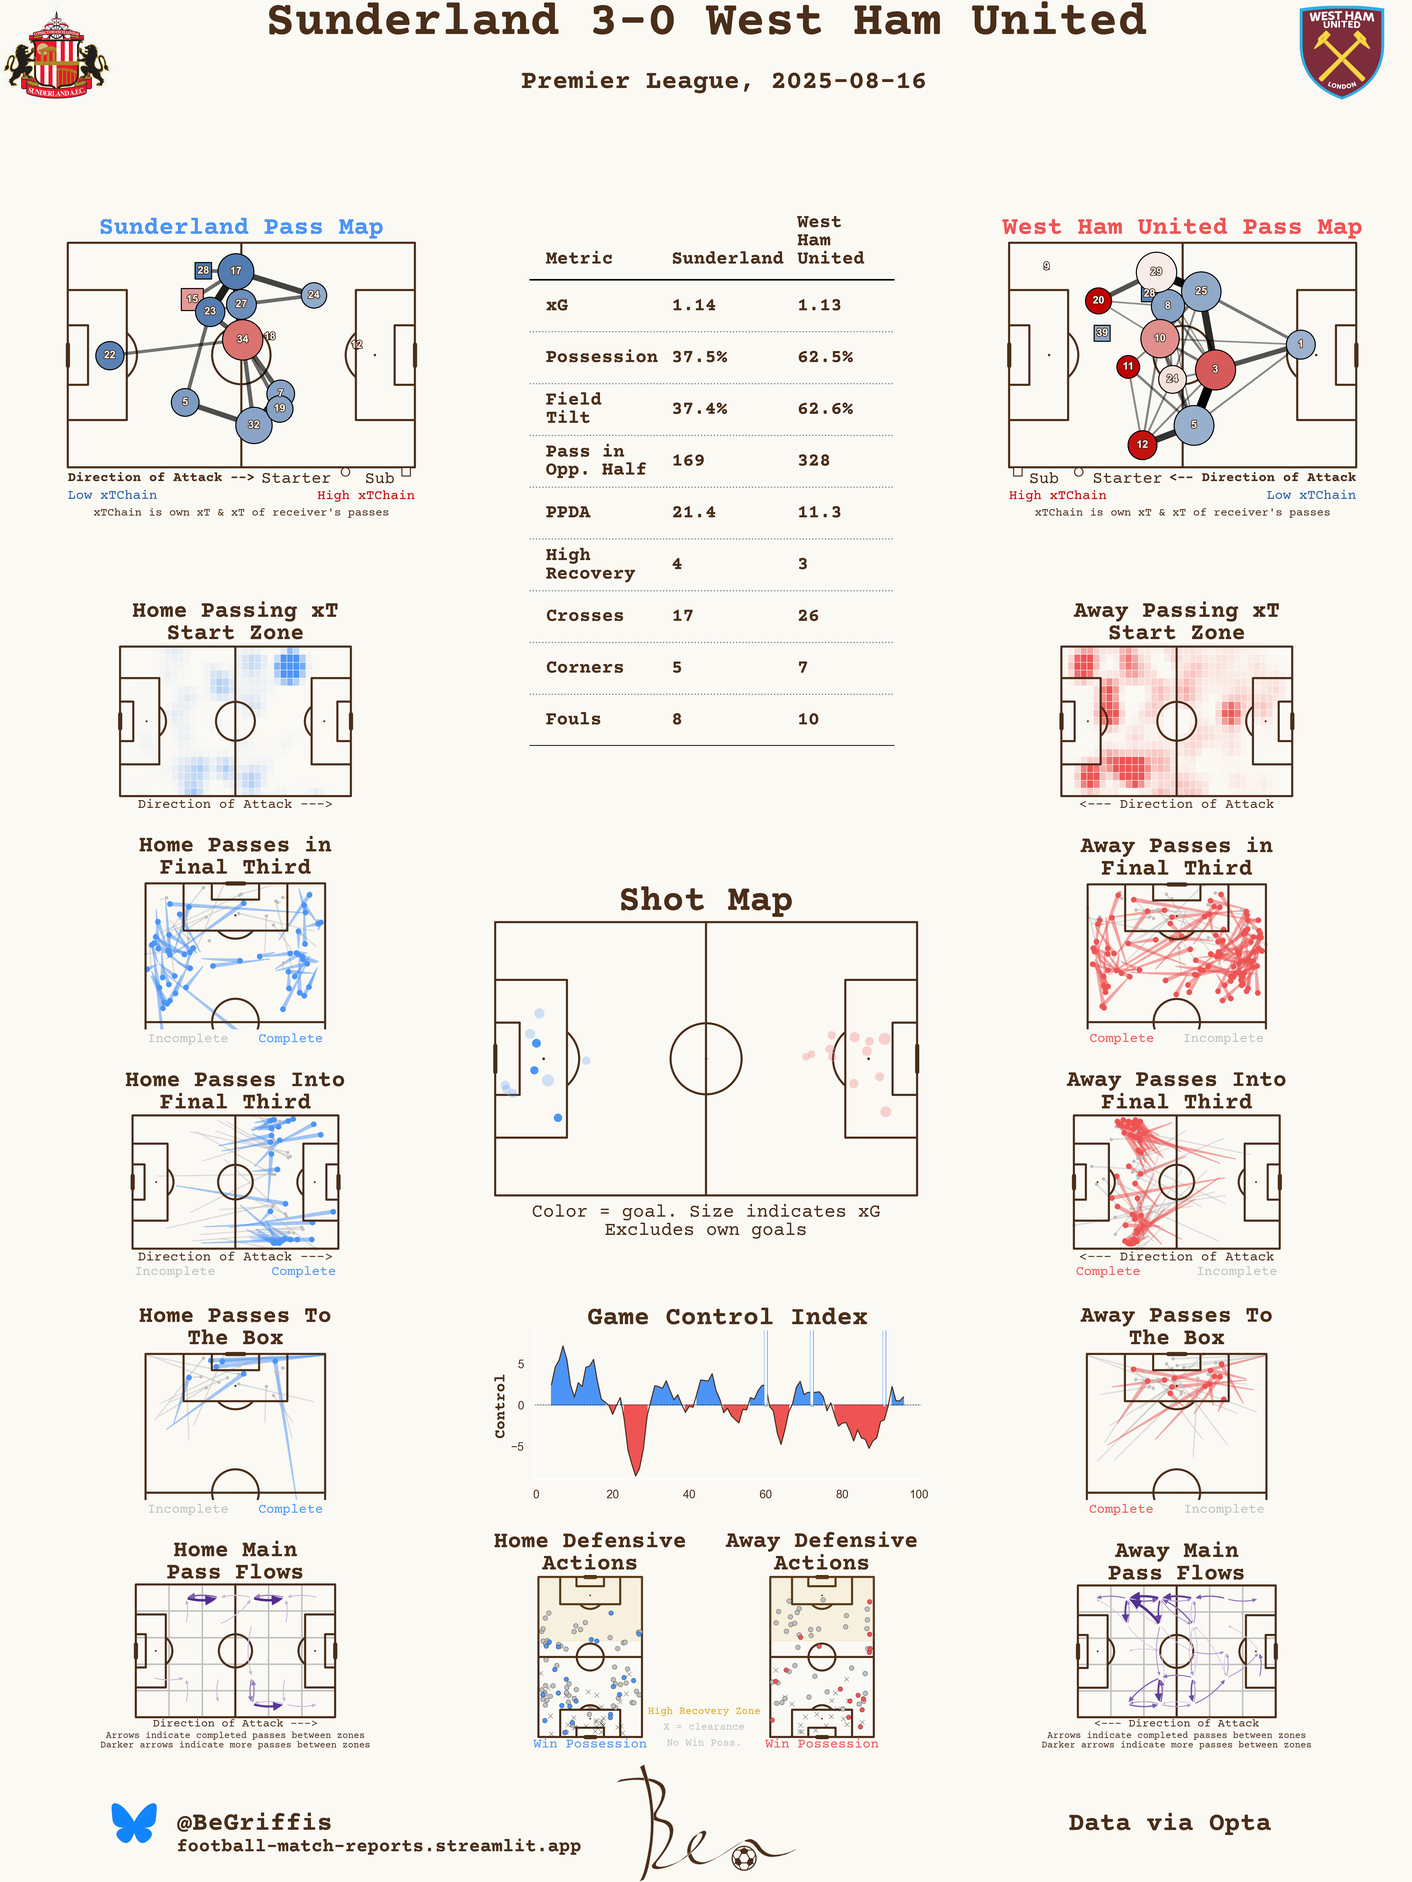 Sunderland 3-0 West Ham United
Premier League, 2025-08-16
SUNDERLAND A.F.C.
WEST HAM
UNITED
LONDON
Sunderland Pass Map
28
17
15
23
27
24
34
18
12
22
5
7
19
32
Direction of Attack --> Starter Sub
Low xTChain High xTChain
xTChain is own xT & xT of receiver's passes
Metric Sunderland West Ham United
xG 1.14 1.13
Possession 37.5% 62.5%
Field Tilt 37.4% 62.6%
Pass in Opp. Half 169 328
PPDA 21.4 11.3
High Recovery 4 3
Crosses 17 26
Corners 5 7
Fouls 8 10
West Ham United Pass Map
9
29
20
28
8
25
39
10
1
11
24
3
12
5
Sub Starter <-- Direction of Attack
High xTChain Low xTChain
xTChain is own xT & xT of receiver's passes
Home Passing xT
Start Zone
Direction of Attack --->
Away Passing xT
Start Zone
<--- Direction of Attack
Home Passes in
Final Third
Incomplete Complete
Away Passes in
Final Third
Complete Incomplete
Shot Map
Color = goal. Size indicates xG
Excludes own goals
Home Passes Into
Final Third
Direction of Attack --->
Incomplete Complete
Away Passes Into
Final Third
<--- Direction of Attack
Complete Incomplete
Home Passes To
The Box
Incomplete Complete
Game Control Index
Control
5
0
−5
0 20 40 60 80 100
Away Passes To
The Box
Complete Incomplete
Home Main
Pass Flows
Direction of Attack --->
Arrows indicate completed passes between zones
Darker arrows indicate more passes between zones
Home Defensive
Actions
Win Possession
High Recovery Zone
X = clearance
No Win Poss.
Away Defensive
Actions
Win Possession
Away Main
Pass Flows
<--- Direction of Attack
Arrows indicate completed passes between zones
Darker arrows indicate more passes between zones
@BeGriffis
football-match-reports.streamlit.app
Ben
Data via Opta